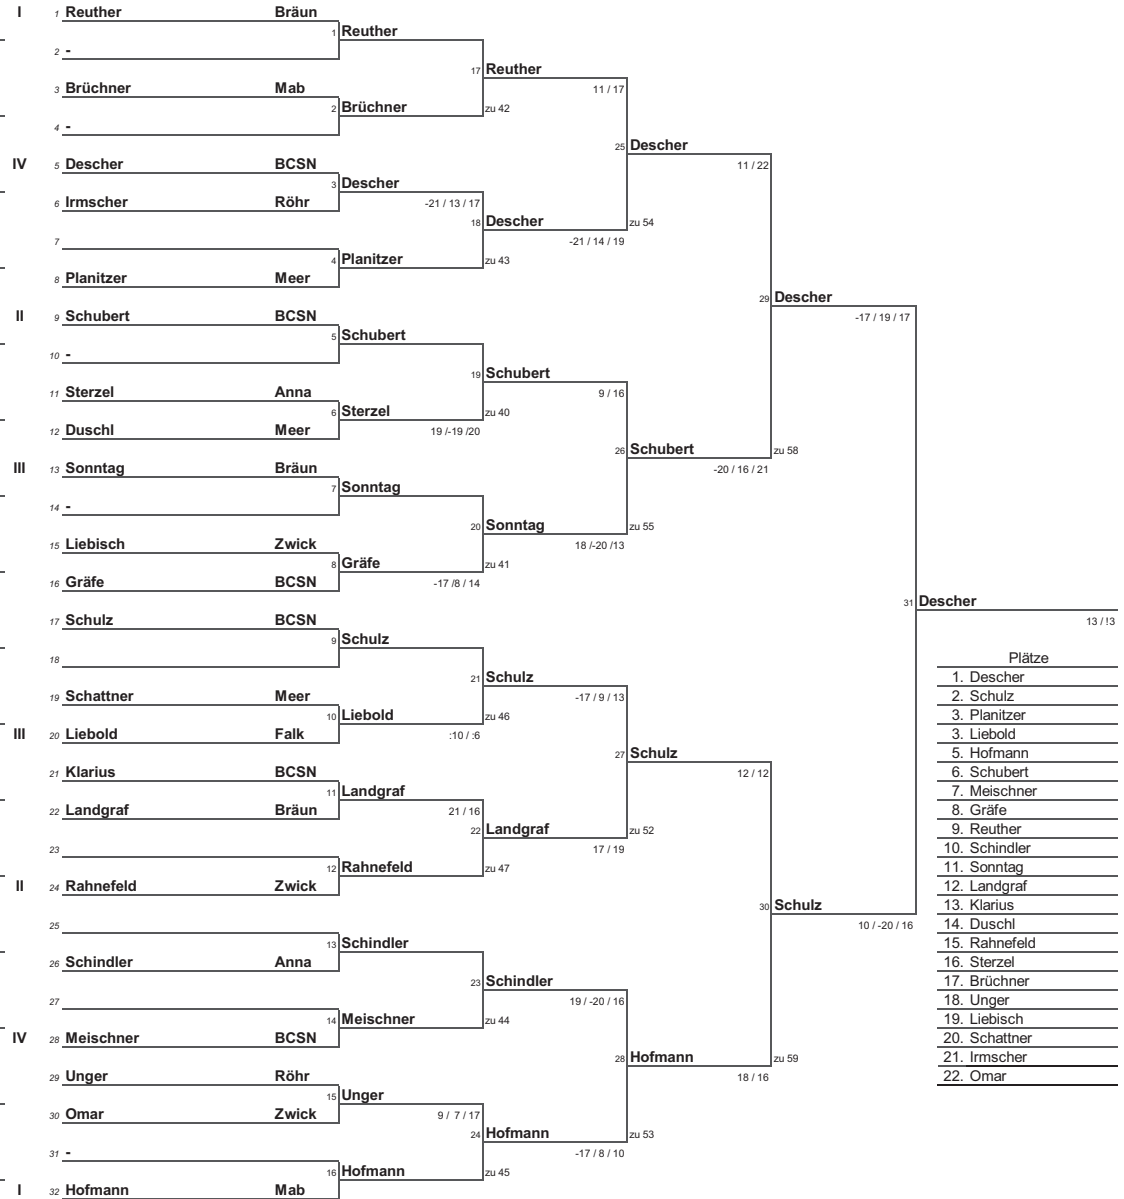 I 1 Reuther Bräun
1 Reuther
2 -
17 Reuther
3 Brüchner Mab 11 / 17
2 Brüchner zu 42
4 -
25 Descher
IV 5 Descher BCSN 11 / 22
3 Descher
6 Irmscher Röhr -21 / 13 / 17
18 Descher zu 54
7 -21 / 14 / 19
4 Planitzer zu 43
8 Planitzer Meer
29 Descher
II 9 Schubert BCSN -17 / 19 / 17
5 Schubert
10 -
19 Schubert
11 Sterzel Anna 9 / 16
6 Sterzel zu 40
12 Duschl Meer 19 /-19 /20
26 Schubert zu 58
III 13 Sonntag Bräun -20 / 16 / 21
7 Sonntag
14 -
20 Sonntag zu 55
15 Liebisch Zwick 18 /-20 /13
8 Gräfe zu 41
16 Gräfe BCSN -17 /8 / 14
31 Descher
17 Schulz BCSN 13 / !3
9 Schulz
18 Plätze
21 Schulz 1. Descher
19 Schattner Meer -17 / 9 / 13 2. Schulz
10 Liebold zu 46 3. Planitzer
III 20 Liebold Falk :10 / :6 3. Liebold
27 Schulz 5. Hofmann
21 Klarius BCSN 12 / 12 6. Schubert
11 Landgraf 7. Meischner
22 Landgraf Bräun 21 / 16 8. Gräfe
22 Landgraf zu 52 9. Reuther
23 17 / 19 10. Schindler
12 Rahnefeld zu 47 11. Sonntag
II 24 Rahnefeld Zwick 12. Landgraf
30 Schulz 13. Klarius
25 10 / -20 / 16 14. Duschl
13 Schindler 15. Rahnefeld
26 Schindler Anna 16. Sterzel
23 Schindler 17. Brüchner
27 19 / -20 / 16 18. Unger
14 Meischner zu 44 19. Liebisch
IV 28 Meischner BCSN 20. Schattner
28 Hofmann zu 59 21. Irmscher
29 Unger Röhr 18 / 16 22. Omar
15 Unger
30 Omar Zwick 9 / 7 / 17
24 Hofmann zu 53
31 - -17 / 8 / 10
16 Hofmann zu 45
I 32 Hofmann Mab